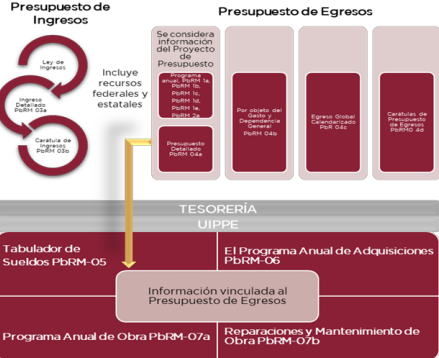 Presupuesto de
Ingresos
Ley de
Ingresos
Ingreso
Detallado
PbRM 03a
Carátula de
Ingresos
PbRM 03b
Incluye
recursos
federales y
estatales
Presupuesto de Egresos
Se considera
información
del Proyecto
de
Presupuesto
Programa
anual, PbRM 1a,
PbRM 1b,
PbRM 1c,
PbRM 1d,
PbRM 1e,
PbRM 2a
Presupuesto
Detallado
PbRM 04a
Por objeto del
Gasto y
Dependencia
General
PbRM 04b
Egreso Global
Calendarizado
PbR 04c
Carátulas de
Presupuesto
de Egresos
PbRM0 4d
TESORERÍA
UIPPE
Tabulador de
Sueldos PbRM-05
El Programa Anual de Adquisiciones
PbRM-06
Información vinculada al
Presupuesto de Egresos
Programa Anual de Obra PbRM-07a
Reparaciones y Mantenimiento de
Obra PbRM-07b